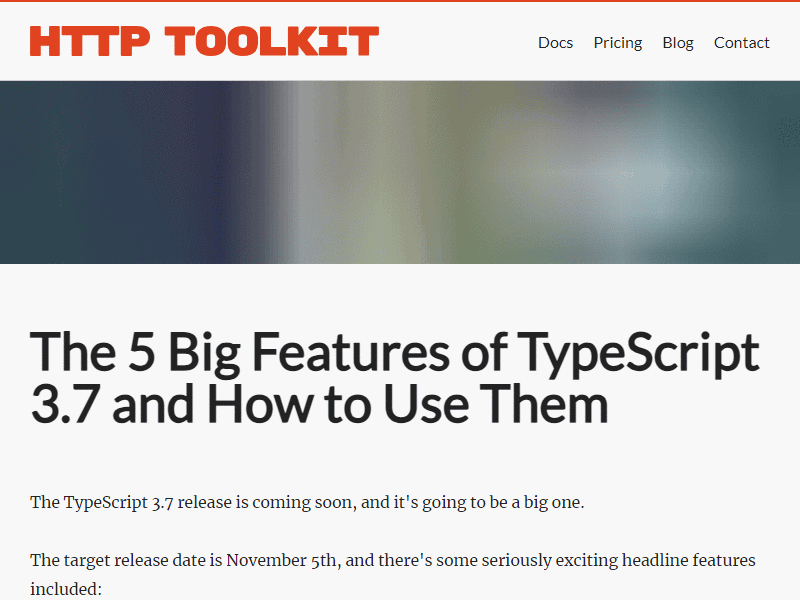 HTTP TOOLKIT
Docs Pricing Blog Contact
The 5 Big Features of TypeScript
3.7 and How to Use Them
The TypeScript 3.7 release is coming soon, and it's going to be a big one.
The target release date is November 5th, and there's some seriously exciting headline features
included: